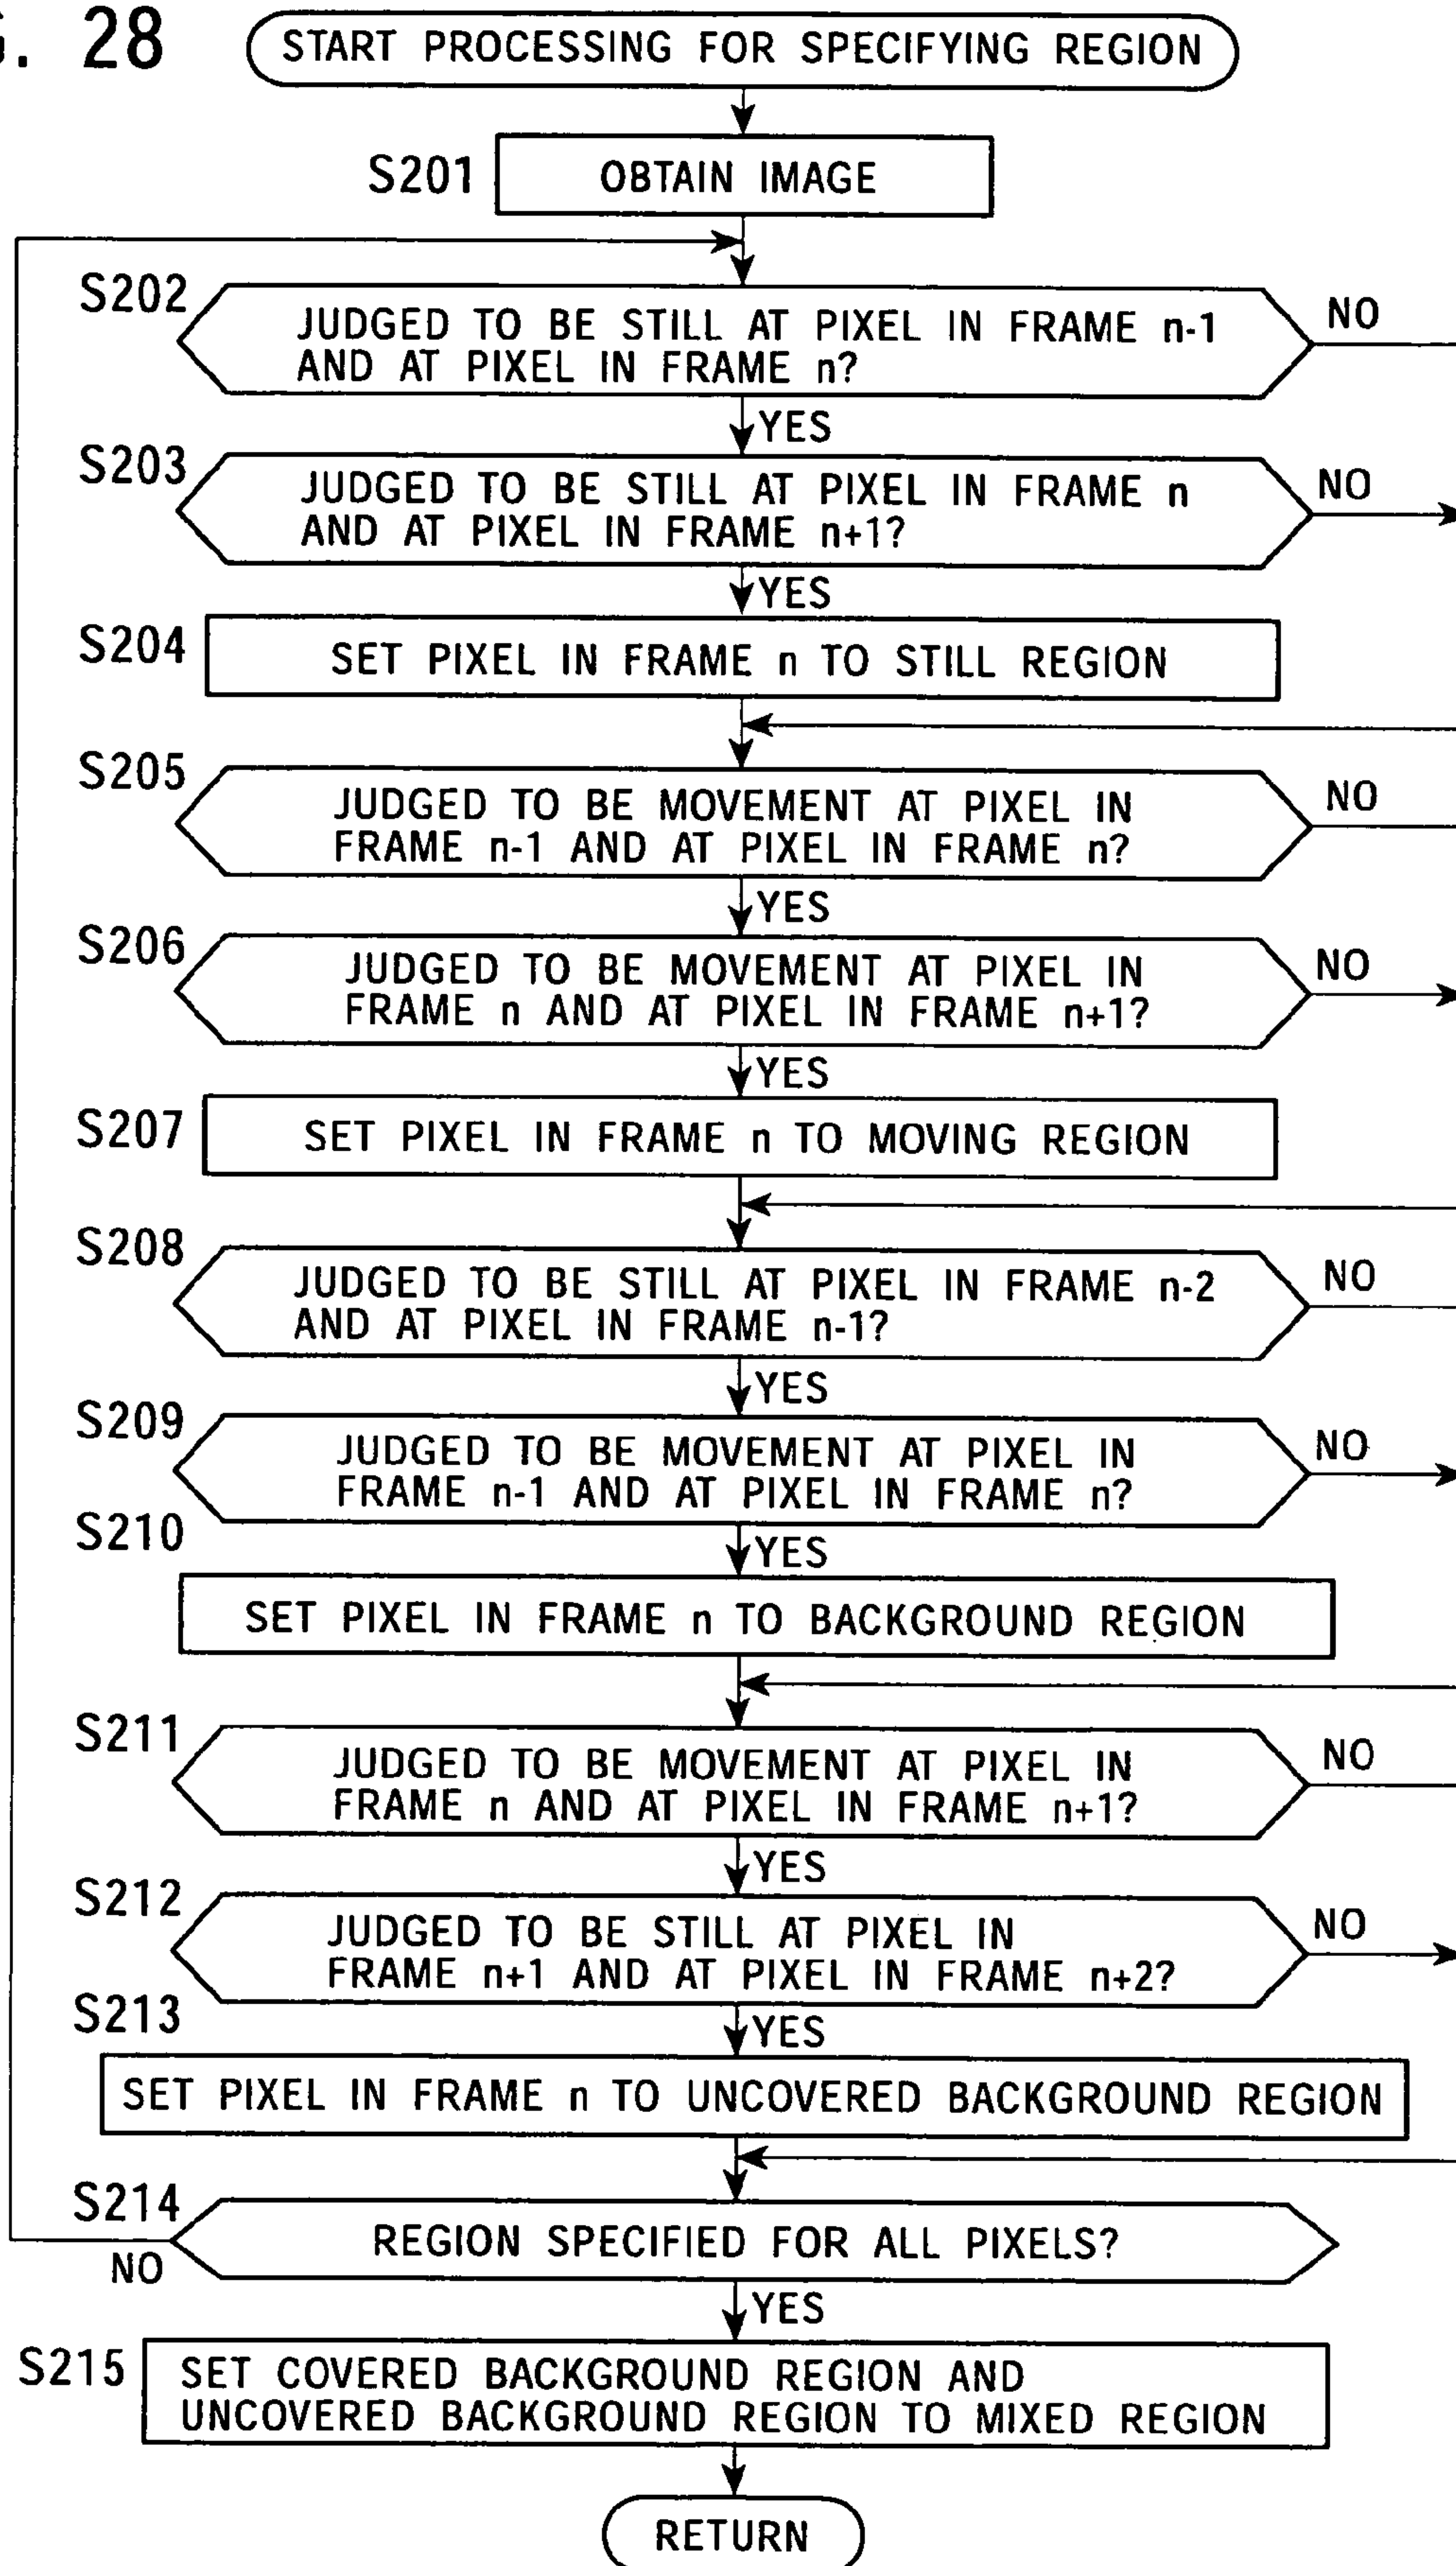 G. 28
START PROCESSING FOR SPECIFYING REGION
S201
OBTAIN IMAGE
S202
JUDGED TO BE STILL AT PIXEL IN FRAME n-1
AND AT PIXEL IN FRAME n?
NO
YES
S203
JUDGED TO BE STILL AT PIXEL IN FRAME n
AND AT PIXEL IN FRAME n+1?
NO
YES
S204
SET PIXEL IN FRAME n TO STILL REGION
S205
JUDGED TO BE MOVEMENT AT PIXEL IN
FRAME n-1 AND AT PIXEL IN FRAME n?
NO
YES
S206
JUDGED TO BE MOVEMENT AT PIXEL IN
FRAME n AND AT PIXEL IN FRAME n+1?
NO
YES
S207
SET PIXEL IN FRAME n TO MOVING REGION
S208
JUDGED TO BE STILL AT PIXEL IN FRAME n-2
AND AT PIXEL IN FRAME n-1?
NO
YES
S209
JUDGED TO BE MOVEMENT AT PIXEL IN
FRAME n-1 AND AT PIXEL IN FRAME n?
NO
YES
S210
SET PIXEL IN FRAME n TO BACKGROUND REGION
S211
JUDGED TO BE MOVEMENT AT PIXEL IN
FRAME n AND AT PIXEL IN FRAME n+1?
NO
YES
S212
JUDGED TO BE STILL AT PIXEL IN
FRAME n+1 AND AT PIXEL IN FRAME n+2?
NO
YES
S213
SET PIXEL IN FRAME n TO UNCOVERED BACKGROUND REGION
S214
REGION SPECIFIED FOR ALL PIXELS?
NO
YES
S215
SET COVERED BACKGROUND REGION AND
UNCOVERED BACKGROUND REGION TO MIXED REGION
RETURN